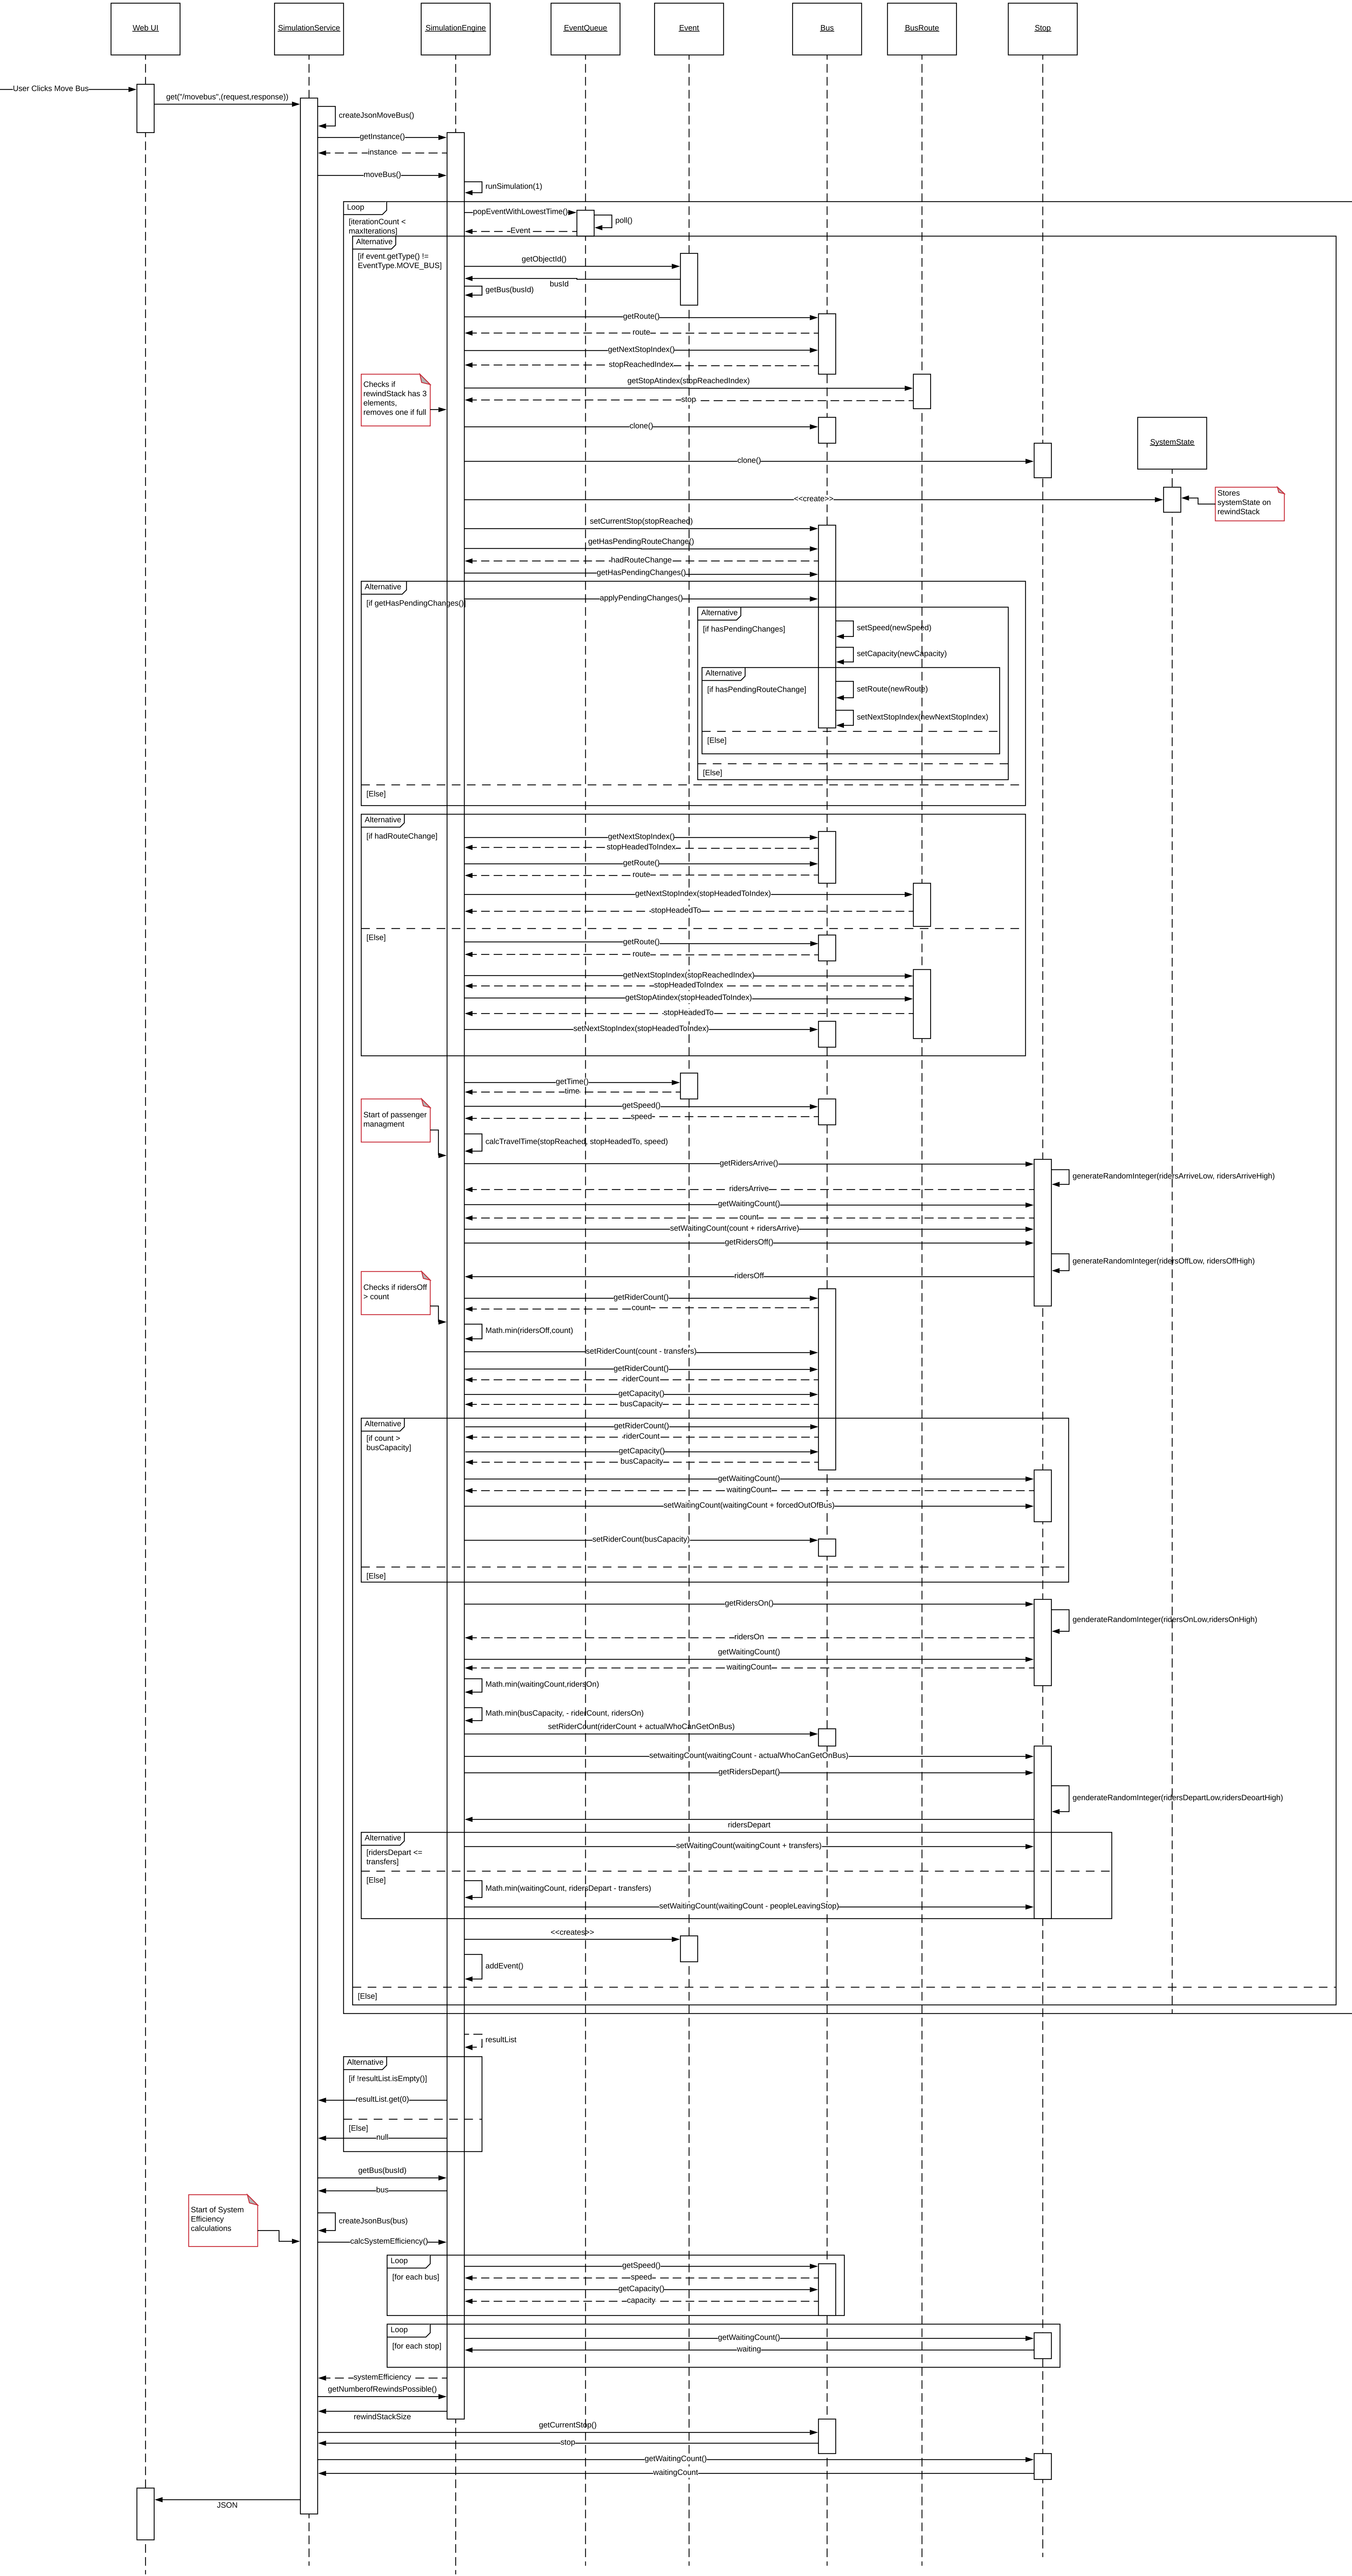 Web UI
SimulationService
SimulationEngine
EventQueue
Event
Bus
BusRoute
Stop
User Clicks Move Bus
get("/movebus",(request,response))
createJsonMoveBus()
getInstance()
instance
moveBus()
runSimulation(1)
Loop
[iterationCount <
maxIterations]
popEventWithLowestTime()
poll()
Event
Alternative
[if event.getType() !=
EventType.MOVE_BUS]
getObjectId()
busId
getBus(busId)
getRoute()
route
getNextStopIndex()
stopReachedIndex
Checks if
rewindStack has 3
elements,
removes one if full
getStopAtindex(stopReachedIndex)
stop
clone()
clone()
SystemState
<<create>>
Stores
systemState on
rewindStack
setCurrentStop(stopReached)
getHasPendingRouteChange()
hadRouteChange
getHasPendingChanges()
Alternative
[if getHasPendingChanges()]
applyPendingChanges()
Alternative
[if hasPendingChanges]
setSpeed(newSpeed)
setCapacity(newCapacity)
Alternative
[if hasPendingRouteChange]
setRoute(newRoute)
setNextStopIndex(newNextStopIndex)
[Else]
[Else]
[Else]
Alternative
[if hadRouteChange]
getNextStopIndex()
stopHeadedToIndex
getRoute()
route
getNextStopIndex(stopHeadedToIndex)
stopHeadedTo
[Else]
getRoute()
route
getNextStopIndex(stopReachedIndex)
stopHeadedToIndex
getStopAtindex(stopHeadedToIndex)
stopHeadedTo
setNextStopIndex(stopHeadedToIndex)
getTime()
time
Start of passenger
managment
getSpeed()
speed
calcTravelTime(stopReached, stopHeadedTo, speed)
getRidersArrive()
generateRandomInteger(ridersArriveLow, ridersArriveHigh)
ridersArrive
getWaitingCount()
count
setWaitingCount(count + ridersArrive)
getRidersOff()
generateRandomInteger(ridersOffLow, ridersOffHigh)
ridersOff
Checks if ridersOff
> count
getRiderCount()
count
Math.min(ridersOff,count)
setRiderCount(count - transfers)
getRiderCount()
riderCount
getCapacity()
busCapacity
Alternative
[if count >
busCapacity]
getRiderCount()
riderCount
getCapacity()
busCapacity
getWaitingCount()
waitingCount
setWaitingCount(waitingCount + forcedOutOfBus)
setRiderCount(busCapacity)
[Else]
getRidersOn()
genderateRandomInteger(ridersOnLow,ridersOnHigh)
ridersOn
getWaitingCount()
waitingCount
Math.min(waitingCount,ridersOn)
Math.min(busCapacity, - riderCount, ridersOn)
setRiderCount(riderCount + actualWhoCanGetOnBus)
setwaitingCount(waitingCount - actualWhoCanGetOnBus)
getRidersDepart()
genderateRandomInteger(ridersDepartLow,ridersDeoartHigh)
ridersDepart
Alternative
[ridersDepart <=
transfers]
setWaitingCount(waitingCount + transfers)
[Else]
Math.min(waitingCount, ridersDepart - transfers)
setWaitingCount(waitingCount - peopleLeavingStop)
<<creates>>
addEvent()
[Else]
resultList
Alternative
[if !resultList.isEmpty()]
resultList.get(0)
[Else]
null
getBus(busId)
bus
Start of System
Efficiency
calculations
createJsonBus(bus)
calcSystemEfficiency()
Loop
[for each bus]
getSpeed()
speed
getCapacity()
capacity
Loop
[for each stop]
getWaitingCount()
waiting
systemEfficiency
getNumberofRewindsPossible()
rewindStackSize
getCurrentStop()
stop
getWaitingCount()
waitingCount
JSON